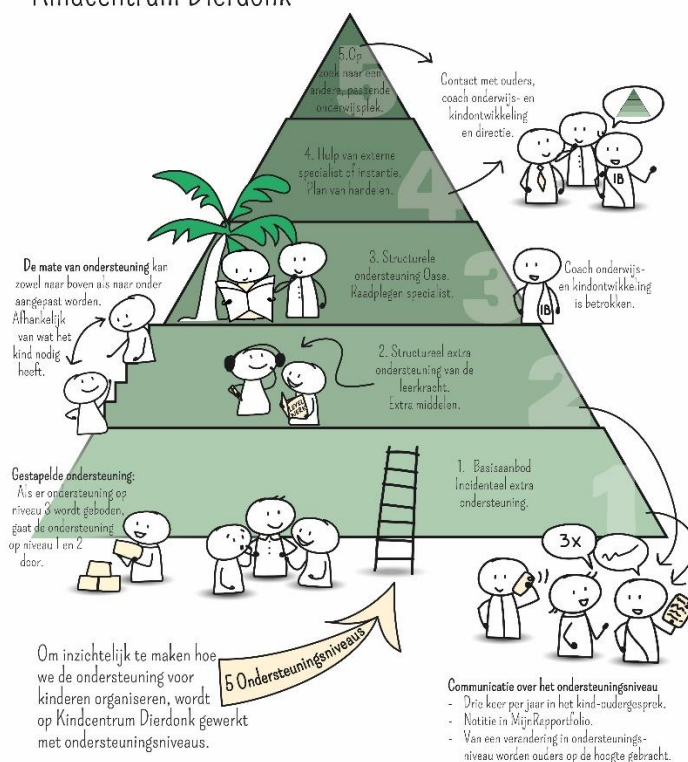 Kindcentrum Dierdonk
5
5. Op
zoek naar een
andere, passende
onderwijsplek.
Contact met ouders,
coach onderwijs- en
kindontwikkeling
en directie.
4
4. Hulp van externe
specialist of instantie.
Plan van handelen.
IB
De mate van ondersteuning kan
zowel naar boven als naar onder
aangepast worden.
Afhankelijk
van wat het
kind nodig
heeft.
3
3. Structurele
ondersteuning Oase.
Raadplegen specialist.
Coach onderwijs-
en kindontwikkeling
is betrokken.
IB
2
2. Structureel extra
ondersteuning van de
leerkracht.
Extra middelen.
LEVEL
WERK
1
1. Basisaanbod
Incidenteel extra
ondersteuning.
Gestapelde ondersteuning:
Als er ondersteuning op
niveau 3 wordt geboden,
gaat de ondersteuning
op niveau 1 en 2
door.
3x
5 Ondersteuningsniveaus
Om inzichtelijk te maken hoe
we de ondersteuning voor
kinderen organiseren, wordt
op Kindcentrum Dierdonk gewerkt
met ondersteuningsniveaus.
Communicatie over het ondersteuningsniveau
- Drie keer per jaar in het kind-oudergesprek.
- Notitie in MijnRapportfolio.
- Van een verandering in ondersteunings-
niveau worden ouders op de hoogte gebracht.